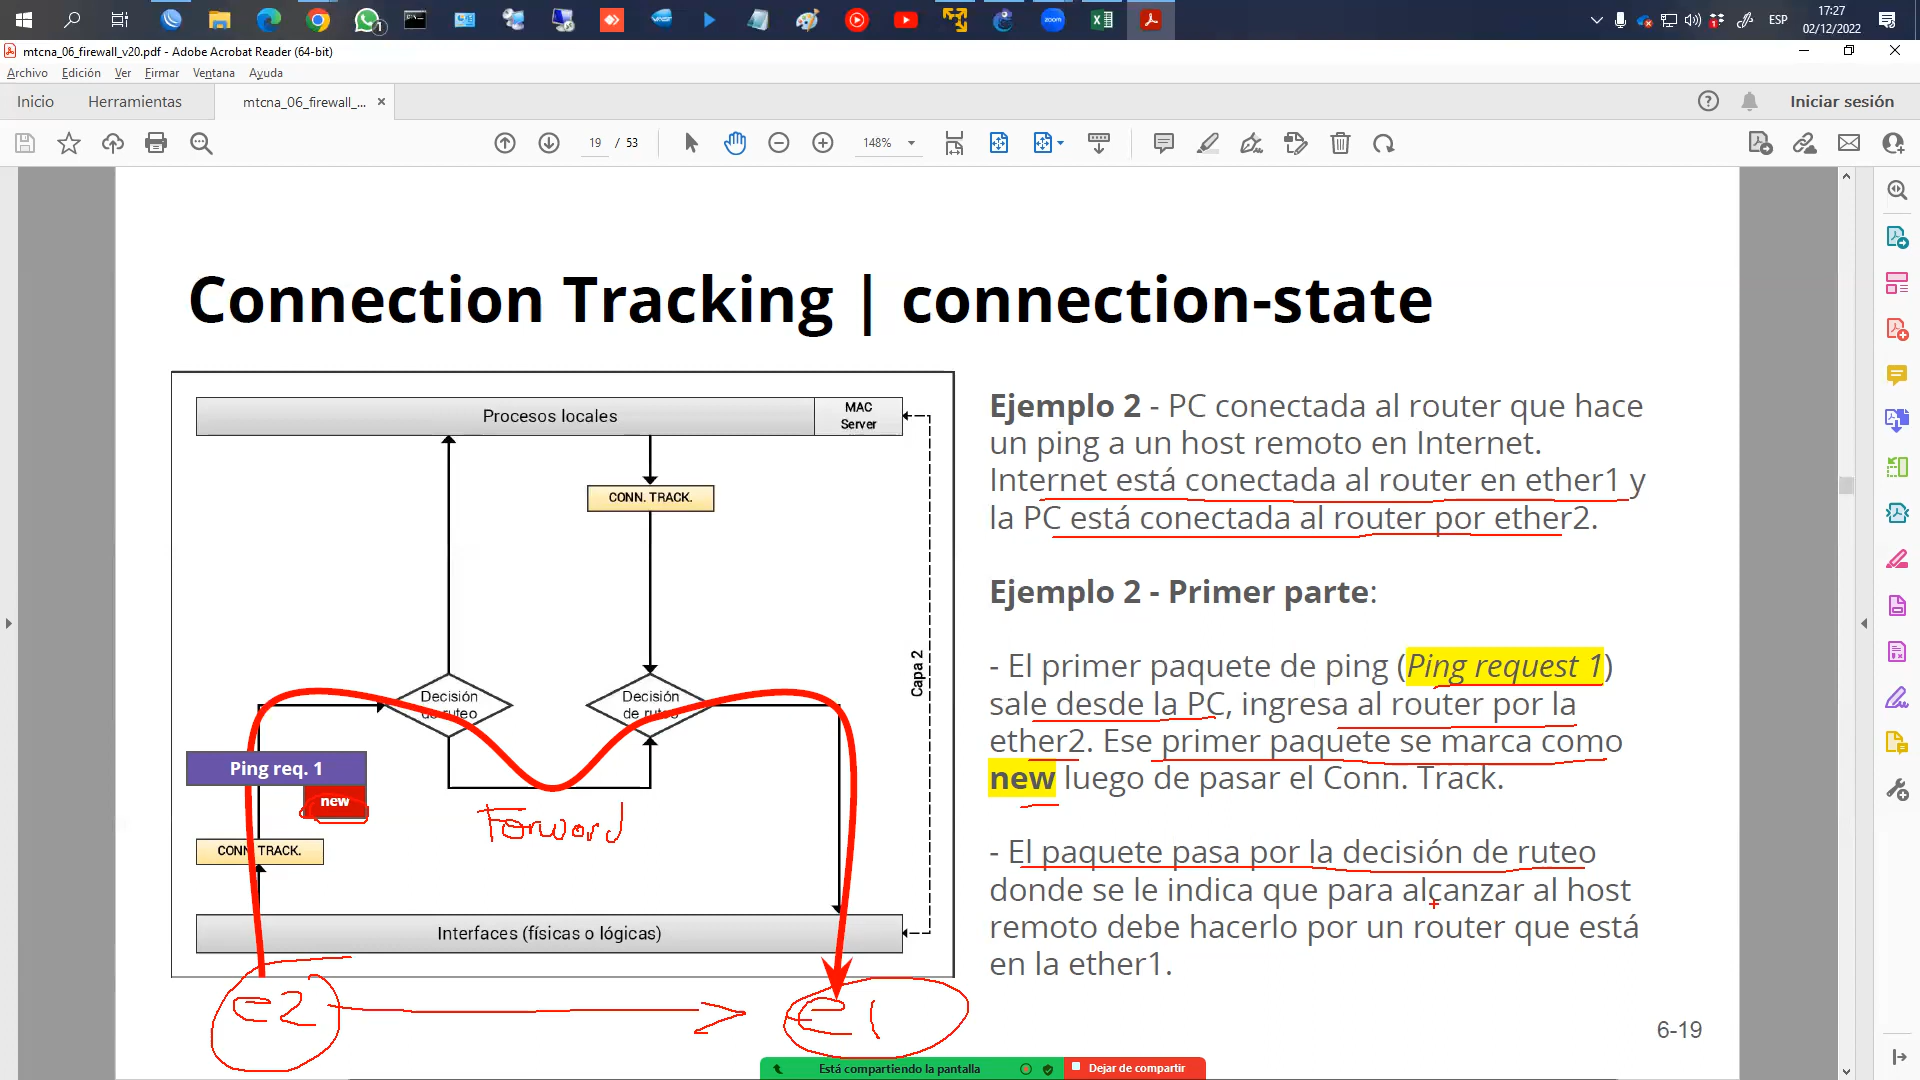 ESP
17:27
02/12/2022
1
mtcna_06_firewall_v20.pdf - Adobe Acrobat Reader (64-bit)
Archivo Edición Ver Firmar Ventana Ayuda
Inicio Herramientas mtcna_06_firewall_... × Iniciar sesión
19 / 53 148%
Connection Tracking | connection-state
Procesos locales
MAC
Server
CONN. TRACK.
Capa 2
Decisión
de ruteo
Decisión
de ruteo
Ping req. 1
new
CONN. TRACK.
Forword
Interfaces (físicas o lógicas)
e2
e1
Ejemplo 2 - PC conectada al router que hace
un ping a un host remoto en Internet.
Internet está conectada al router en ether1 y
la PC está conectada al router por ether2.
Ejemplo 2 - Primer parte:
- El primer paquete de ping (Ping request 1)
sale desde la PC, ingresa al router por la
ether2. Ese primer paquete se marca como
new luego de pasar el Conn. Track.
- El paquete pasa por la decisión de ruteo
donde se le indica que para alcanzar al host
remoto debe hacerlo por un router que está
en la ether1.
6-19
Está compartiendo la pantalla Dejar de compartir